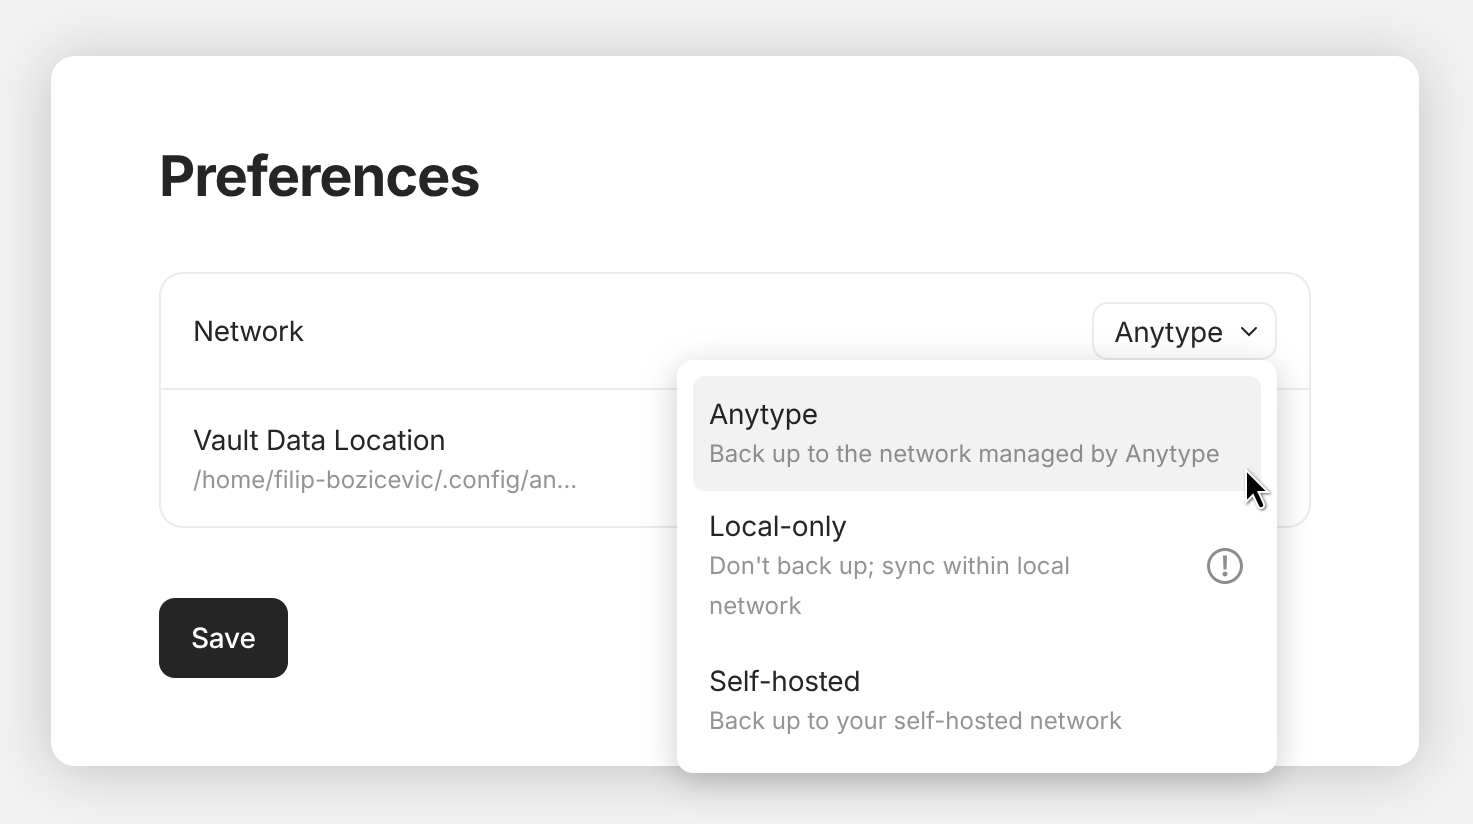 Preferences
Network
Anytype
Vault Data Location
/home/filip-bozicevic/.config/an...
Save
Anytype
Back up to the network managed by Anytype
Local-only
Don't back up; sync within local
network
Self-hosted
Back up to your self-hosted network